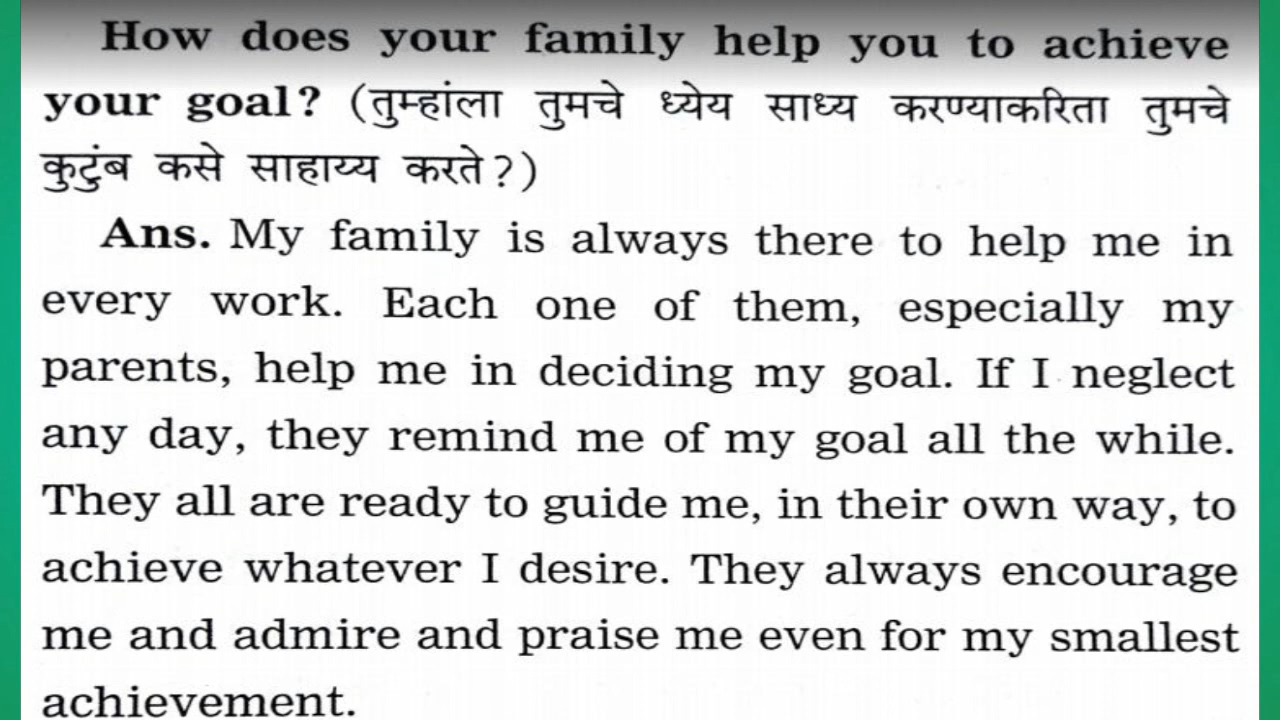 How does your family help you to achieve
your goal? (तुम्हांला तुमचे ध्येय साध्य करण्याकरिता तुमचे
कुटुंब कसे साहाय्य करते?)
Ans. My family is always there to help me in
every work. Each one of them, especially my
parents, help me in deciding my goal. If I neglect
any day, they remind me of my goal all the while.
They all are ready to guide me, in their own way, to
achieve whatever I desire. They always encourage
me and admire and praise me even for my smallest
achievement.